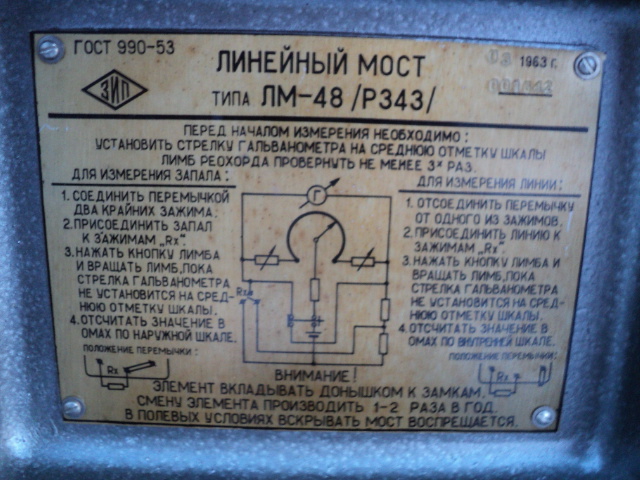 ГОСТ 990-53
ЗИП
ЛИНЕЙНЫЙ МОСТ
ТИПА ЛМ-48 /Р343/
1963 г.
ПЕРЕД НАЧАЛОМ ИЗМЕРЕНИЯ НЕОБХОДИМО:
УСТАНОВИТЬ СТРЕЛКУ ГАЛЬВАНОМЕТРА НА СРЕДНЮЮ ОТМЕТКУ ШКАЛЫ
ЛИМБ РЕОХОРДА ПРОВЕРНУТЬ НЕ МЕНЕЕ 3х РАЗ.
ДЛЯ ИЗМЕРЕНИЯ ЗАПАЛА:
1. СОЕДИНИТЬ ПЕРЕМЫЧКОЙ
ДВА КРАЙНИХ ЗАЖИМА.
2. ПРИСОЕДИНИТЬ ЗАПАЛ
К ЗАЖИМАМ „Rx".
3. НАЖАТЬ КНОПКУ ЛИМБА
И ВРАЩАТЬ ЛИМБ, ПОКА
СТРЕЛКА ГАЛЬВАНОМЕТРА
НЕ УСТАНОВИТСЯ НА СРЕД-
НЮЮ ОТМЕТКУ ШКАЛЫ.
4. ОТСЧИТАТЬ ЗНАЧЕНИЕ В
ОМАХ ПО НАРУЖНОЙ ШКАЛЕ.
ПОЛОЖЕНИЕ ПЕРЕМЫЧКИ:
Rx
Г
Rx
ДЛЯ ИЗМЕРЕНИЯ ЛИНИИ:
1. ОТСОЕДИНИТЬ ПЕРЕМЫЧКУ
ОТ ОДНОГО ИЗ ЗАЖИМОВ.
2. ПРИСОЕДИНИТЬ ЛИНИЮ К
ЗАЖИМАМ „Rx"
3. НАЖАТЬ КНОПКУ ЛИМБА И
ВРАЩАТЬ ЛИМБ, ПОКА
СТРЕЛКА ГАЛЬВАНОМЕТРА
НЕ УСТАНОВИТСЯ НА СРЕД-
НЮЮ ОТМЕТКУ ШКАЛЫ.
4. ОТСЧИТАТЬ ЗНАЧЕНИЕ В
ОМАХ ПО ВНУТРЕННЕЙ ШКАЛЕ.
ПОЛОЖЕНИЕ ПЕРЕМЫЧКИ:
Rx
ВНИМАНИЕ!
ЭЛЕМЕНТ ВКЛАДЫВАТЬ ДОНЫШКОМ К ЗАМКАМ.
СМЕНУ ЭЛЕМЕНТА ПРОИЗВОДИТЬ 1-2 РАЗА В ГОД.
В ПОЛЕВЫХ УСЛОВИЯХ ВСКРЫВАТЬ МОСТ ВОСПРЕЩАЕТСЯ.